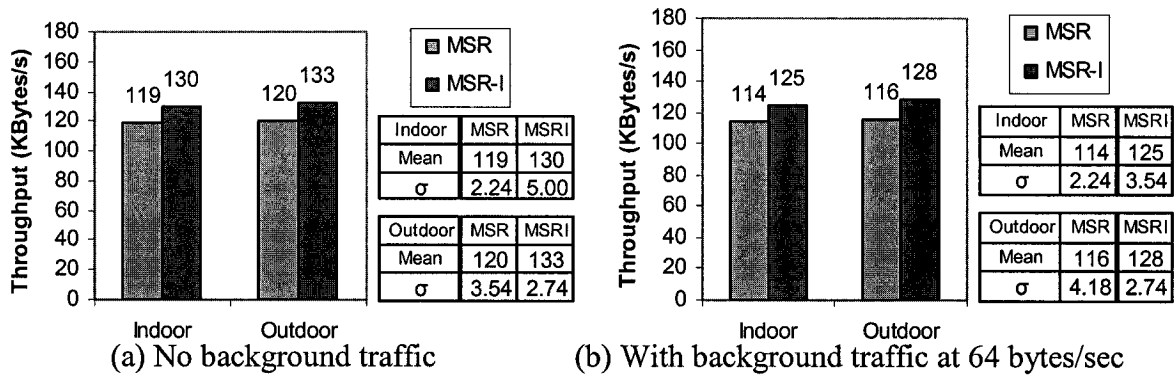 Throughput (KBytes/s)
180
160
140
120
100
80
60
40
20
0
119
130
120
133
Indoor
Outdoor
MSR
MSR-I
Indoor MSR MSRI
Mean 119 130
σ 2.24 5.00
Outdoor MSR MSRI
Mean 120 133
σ 3.54 2.74
(a) No background traffic
Throughput (KBytes/s)
180
160
140
120
100
80
60
40
20
0
114
125
116
128
Indoor
Outdoor
MSR
MSR-I
Indoor MSR MSRI
Mean 114 125
σ 2.24 3.54
Outdoor MSR MSRI
Mean 116 128
σ 4.18 2.74
(b) With background traffic at 64 bytes/sec